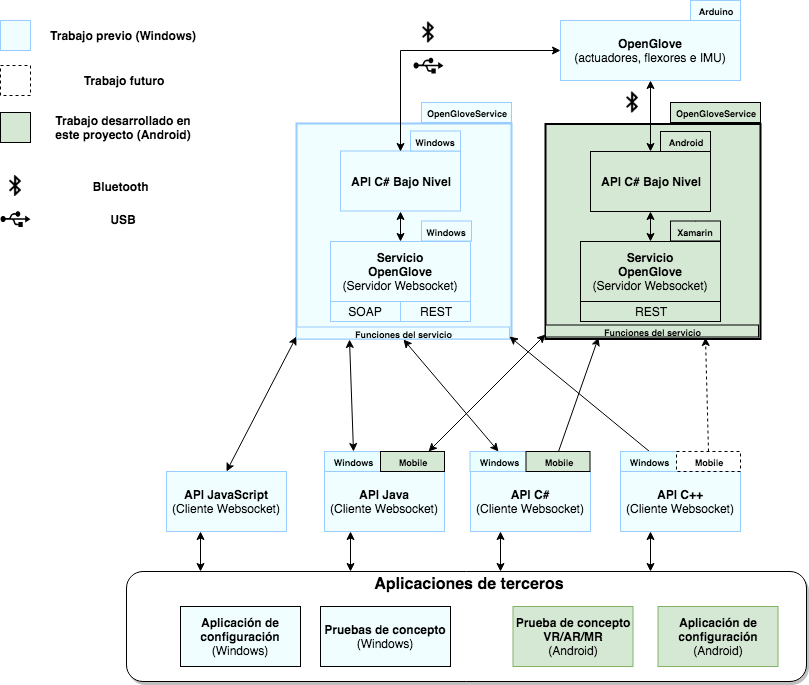 Arduino
Trabajo previo (Windows)
OpenGlove
(actuadores, flexores e IMU)
Trabajo futuro
Trabajo desarrollado en
este proyecto (Android)
OpenGloveService
OpenGloveService
Windows
Android
API C# Bajo Nivel
API C# Bajo Nivel
Bluetooth
USB
Windows
Xamarin
Servicio
OpenGlove
(Servidor Websocket)
Servicio
OpenGlove
(Servidor Websocket)
SOAP
REST
REST
Funciones del servicio
Funciones del servicio
Windows
Mobile
Windows
Mobile
Windows
Mobile
API JavaScript
(Cliente Websocket)
API Java
(Cliente Websocket)
API C#
(Cliente Websocket)
API C++
(Cliente Websocket)
Aplicaciones de terceros
Aplicación de
configuración
(Windows)
Pruebas de concepto
(Windows)
Prueba de concepto
VR/AR/MR
(Android)
Aplicación de
configuración
(Android)